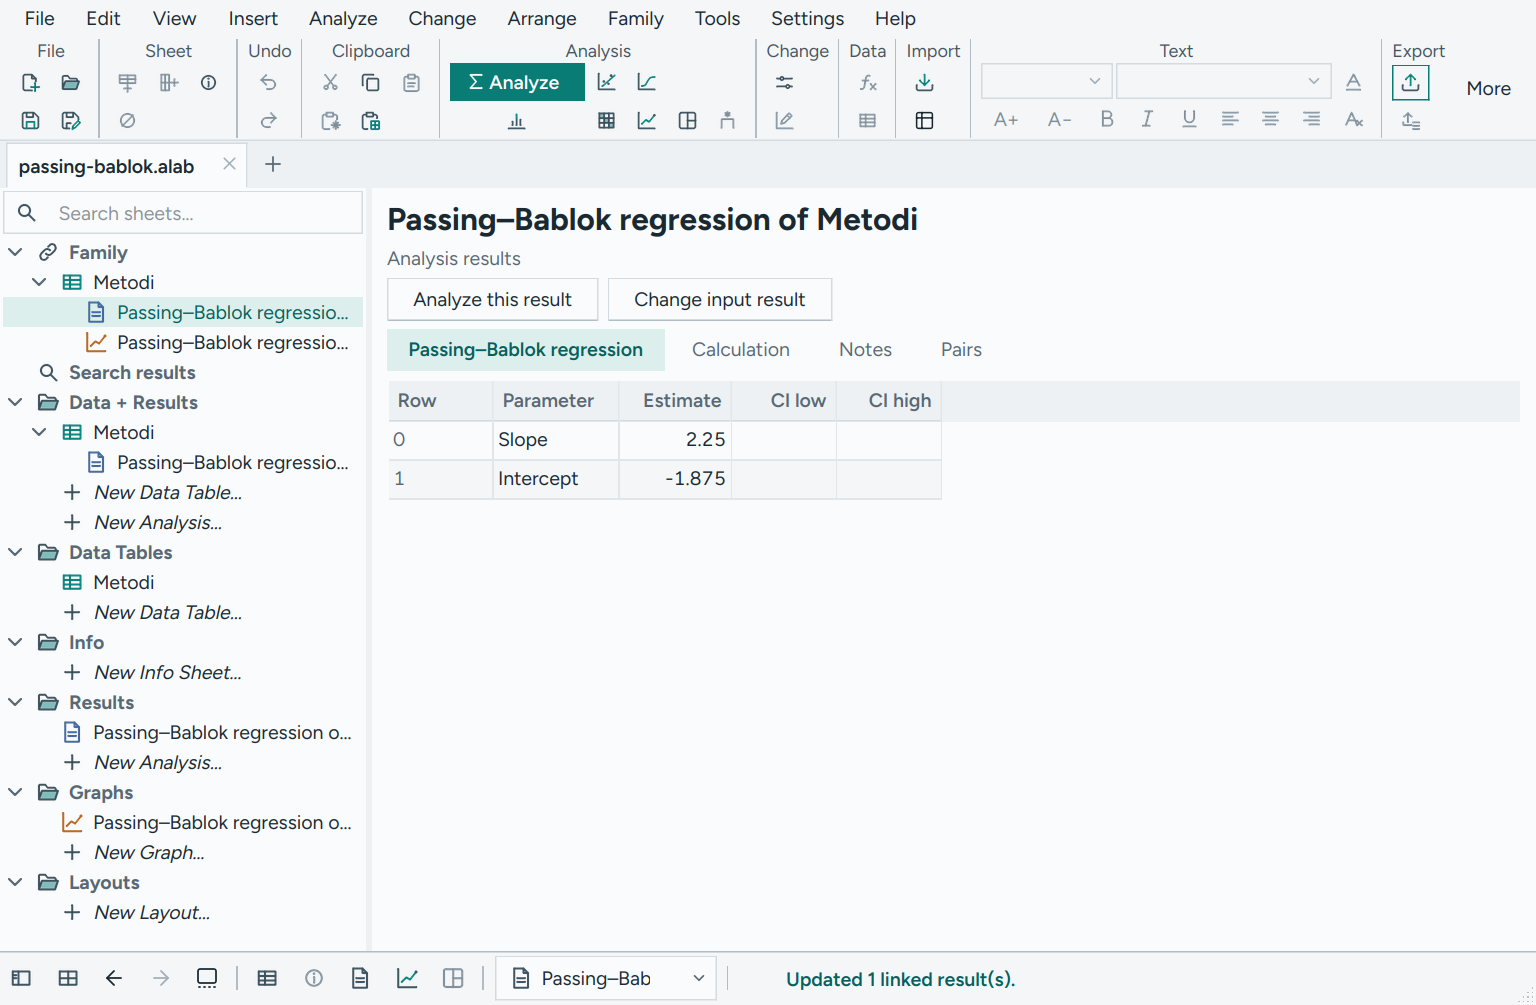 File Edit View Insert Analyze Change Arrange Family Tools Settings Help
File Sheet Undo Clipboard Analysis Change Data Import Text Export
Σ Analyze
More
A+ A− B I U
passing-bablok.alab
Search sheets...
Family
Metodi
Passing–Bablok regressio...
Passing–Bablok regressio...
Search results
Data + Results
Metodi
Passing–Bablok regressio...
New Data Table...
New Analysis...
Data Tables
Metodi
New Data Table...
Info
New Info Sheet...
Results
Passing–Bablok regression o...
New Analysis...
Graphs
Passing–Bablok regression o...
New Graph...
Layouts
New Layout...
Passing–Bablok regression of Metodi
Analysis results
Analyze this result Change input result
Passing–Bablok regression Calculation Notes Pairs
Row Parameter Estimate CI low CI high
0 Slope 2.25
1 Intercept -1.875
Passing–Bab
Updated 1 linked result(s).